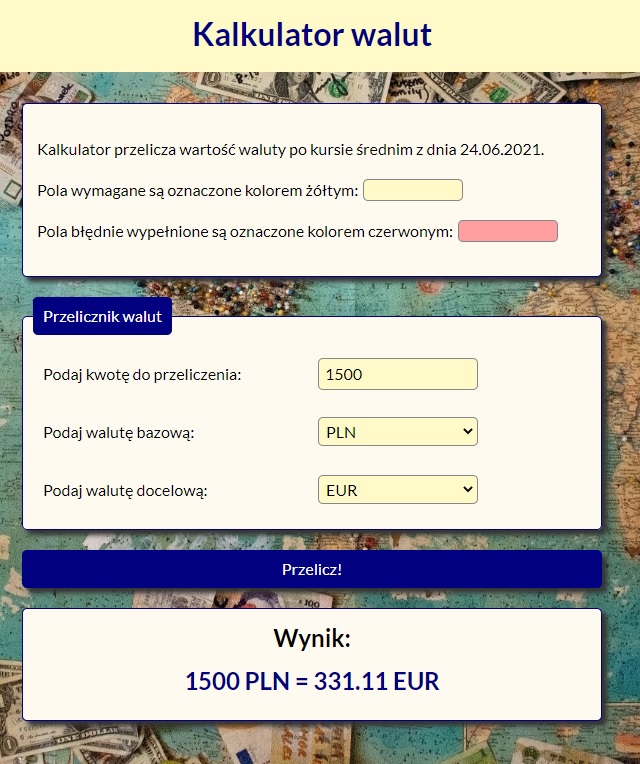 Kalkulator walut
Kalkulator przelicza wartość waluty po kursie średnim z dnia 24.06.2021.
Pola wymagane są oznaczone kolorem żółtym:
Pola błędnie wypełnione są oznaczone kolorem czerwonym:
Przelicznik walut
Podaj kwotę do przeliczenia: 1500
Podaj walutę bazową: PLN
Podaj walutę docelową: EUR
Przelicz!
Wynik:
1500 PLN = 331.11 EUR
ONE DOLLAR